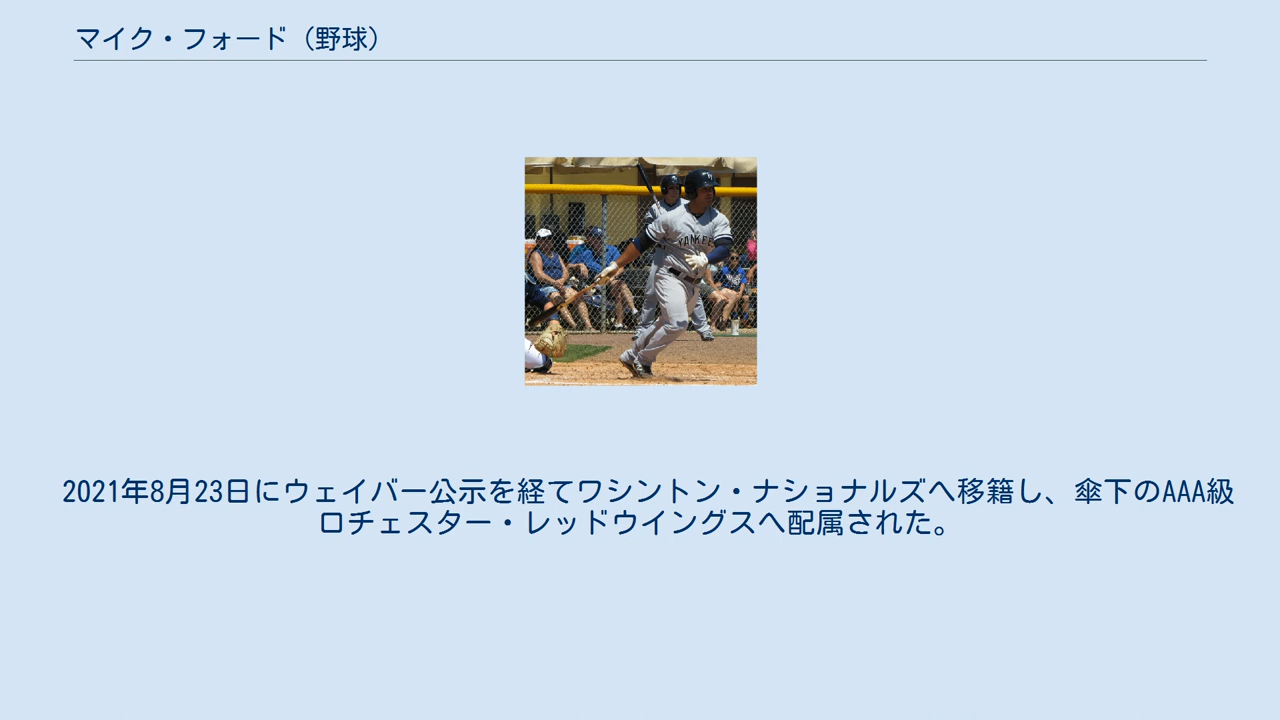 マイク・フォード（野球）
YANKEE
2021年8月23日にウェイバー公示を経てワシントン・ナショナルズへ移籍し、傘下のAAA級
ロチェスター・レッドウイングスへ配属された。